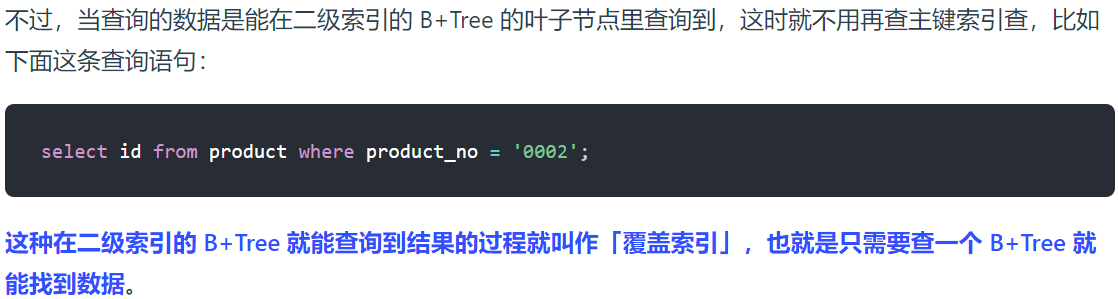 不过，当查询的数据是能在二级索引的 B+Tree 的叶子节点里查询到，这时就不用再查主键索引查，比如
下面这条查询语句：
select id from product where product_no = '0002';
这种在二级索引的 B+Tree 就能查询到结果的过程就叫作「覆盖索引」，也就是只需要查一个 B+Tree 就
能找到数据。